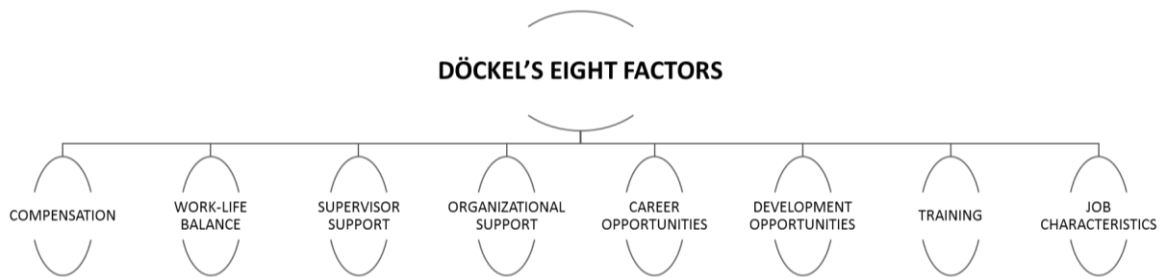 DÖCKEL'S EIGHT FACTORS
COMPENSATION
WORK-LIFE
BALANCE
SUPERVISOR
SUPPORT
ORGANIZATIONAL
SUPPORT
CAREER
OPPORTUNITIES
DEVELOPMENT
OPPORTUNITIES
TRAINING
JOB
CHARACTERISTICS